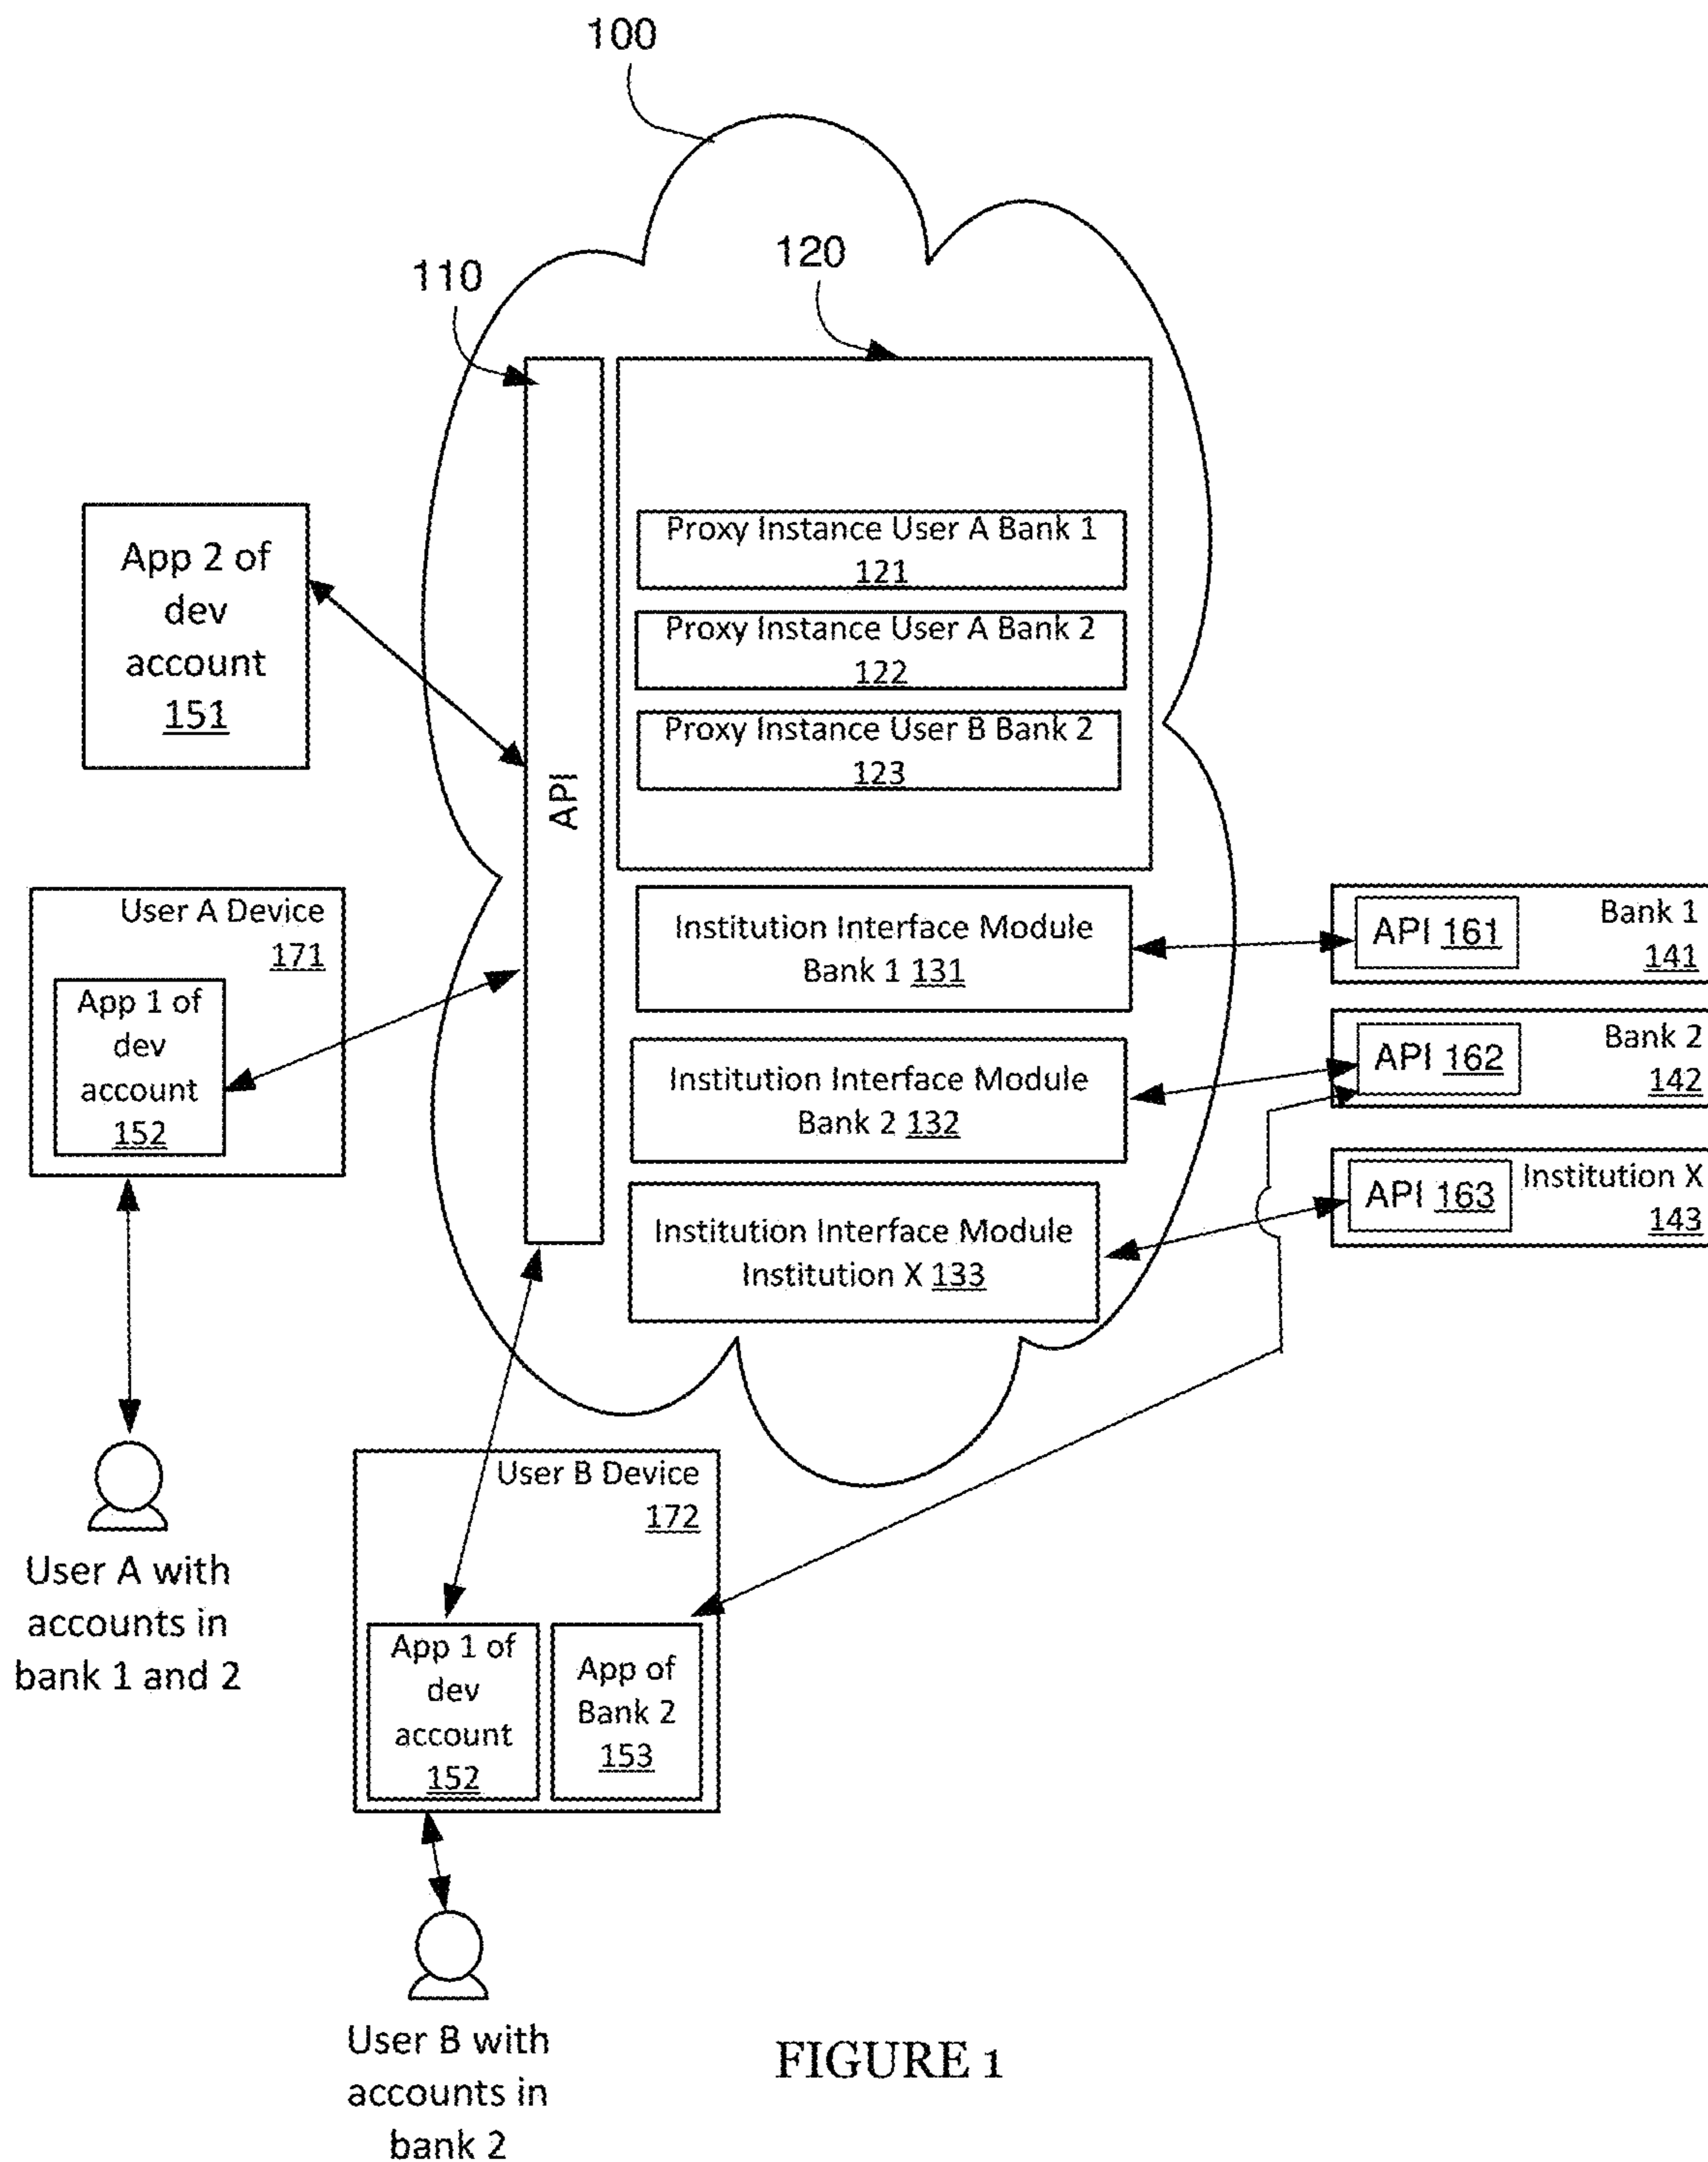 100
110
120
Proxy Instance User A Bank 1
121
Proxy Instance User A Bank 2
122
Proxy Instance User B Bank 2
123
App 2 of
dev
account
151
API
User A Device
171
App 1 of
dev
account
152
Institution Interface Module
Bank 1 131
Institution Interface Module
Bank 2 132
Institution Interface Module
Institution X 133
API 161
Bank 1
141
API 162
Bank 2
142
API 163
Institution X
143
User A with
accounts in
bank 1 and 2
User B Device
172
App 1 of
dev
account
152
App of
Bank 2
153
User B with
accounts in
bank 2
FIGURE 1